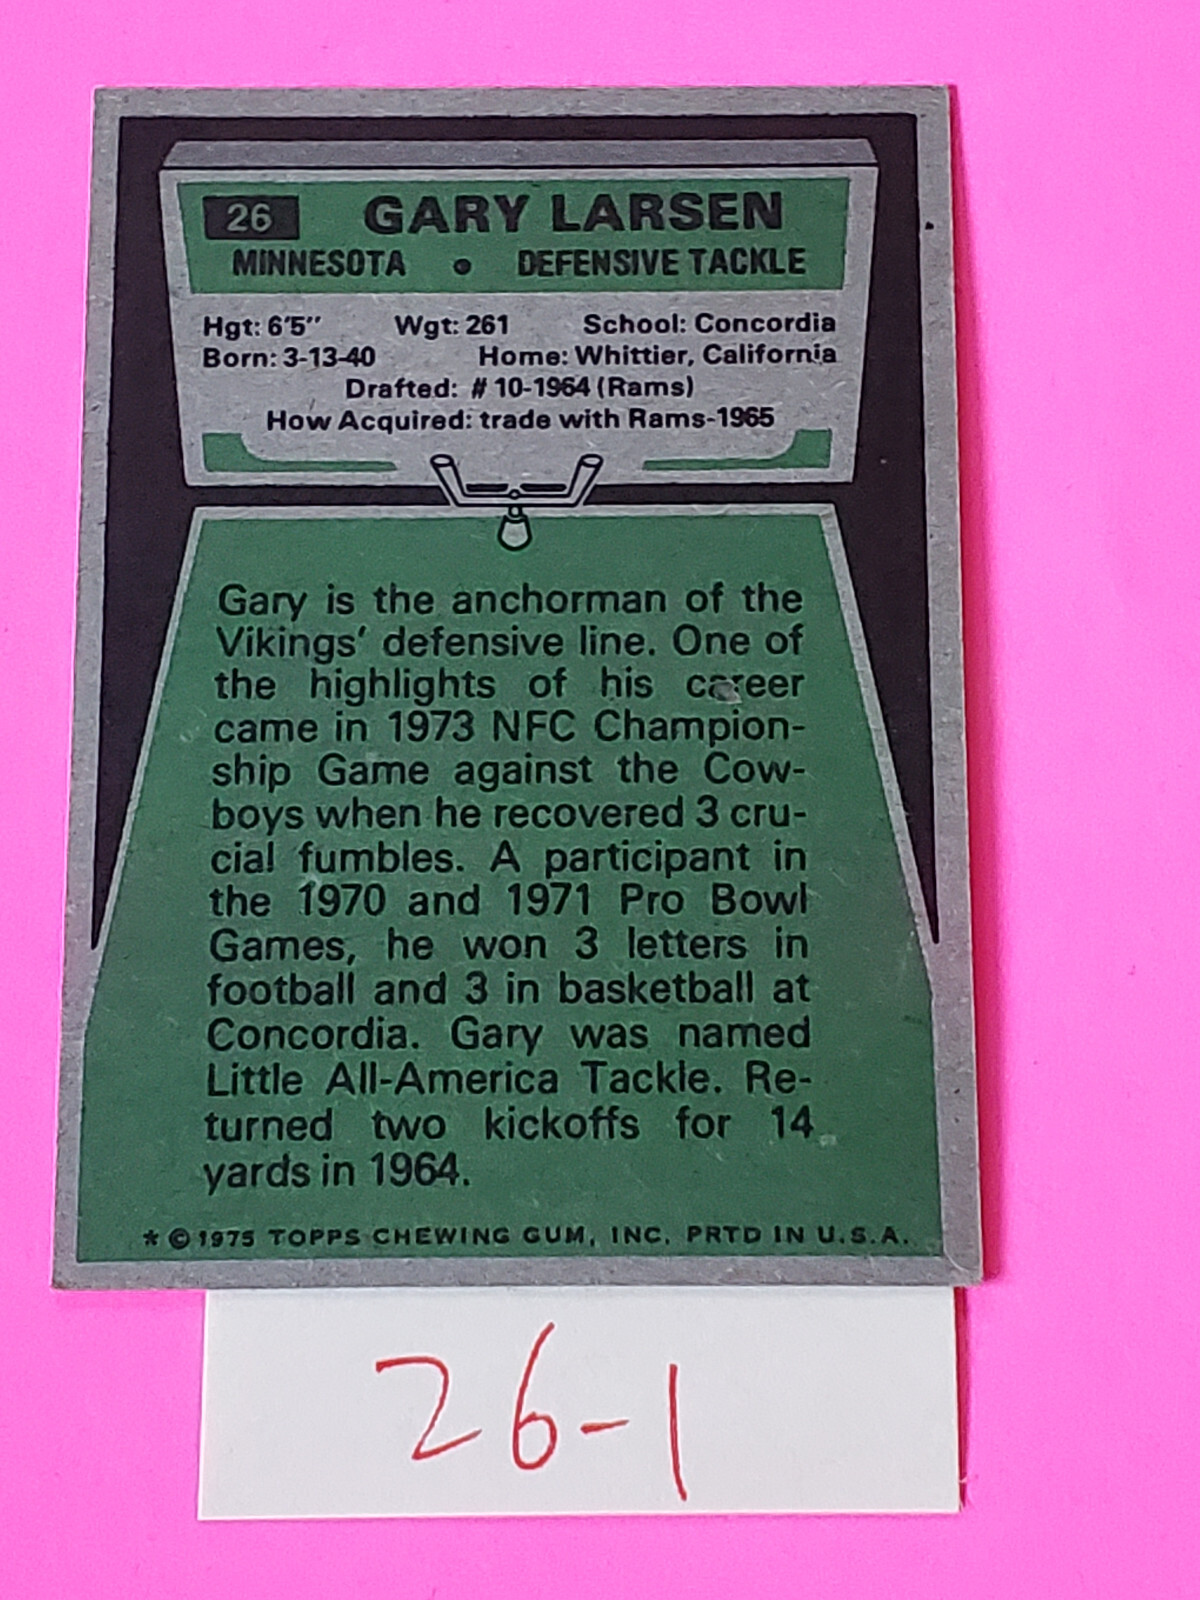 26 GARY LARSEN
MINNESOTA • DEFENSIVE TACKLE
Hgt: 6'5" Wgt: 261 School: Concordia
Born: 3-13-40 Home: Whittier, California
Drafted: # 10-1964 (Rams)
How Acquired: trade with Rams-1965
Gary is the anchorman of the
Vikings' defensive line. One of
the highlights of his career
came in 1973 NFC Champion-
ship Game against the Cow-
boys when he recovered 3 cru-
cial fumbles. A participant in
the 1970 and 1971 Pro Bowl
Games, he won 3 letters in
football and 3 in basketball at
Concordia. Gary was named
Little All-America Tackle. Re-
turned two kickoffs for 14
yards in 1964.
* © 1975 TOPPS CHEWING GUM, INC. PRTD IN U.S.A.
26-1